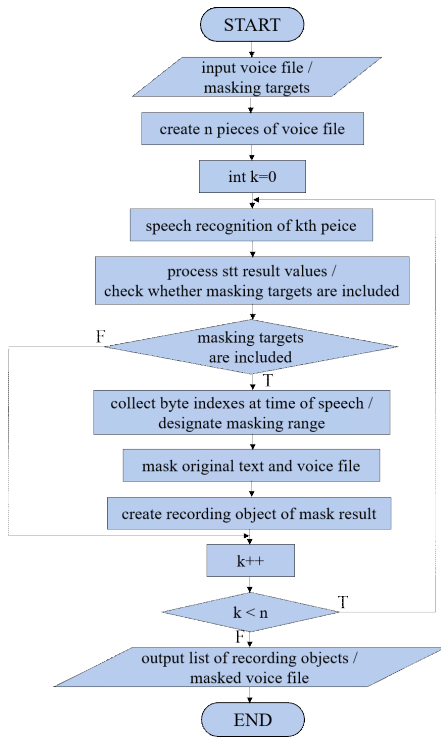 START
input voice file /
masking targets
create n pieces of voice file
int k=0
speech recognition of kth peice
process stt result values /
check whether masking targets are included
F
masking targets
are included
T
collect byte indexes at time of speech /
designate masking range
mask original text and voice file
create recording object of mask result
k++
k < n
T
F
output list of recording objects /
masked voice file
END